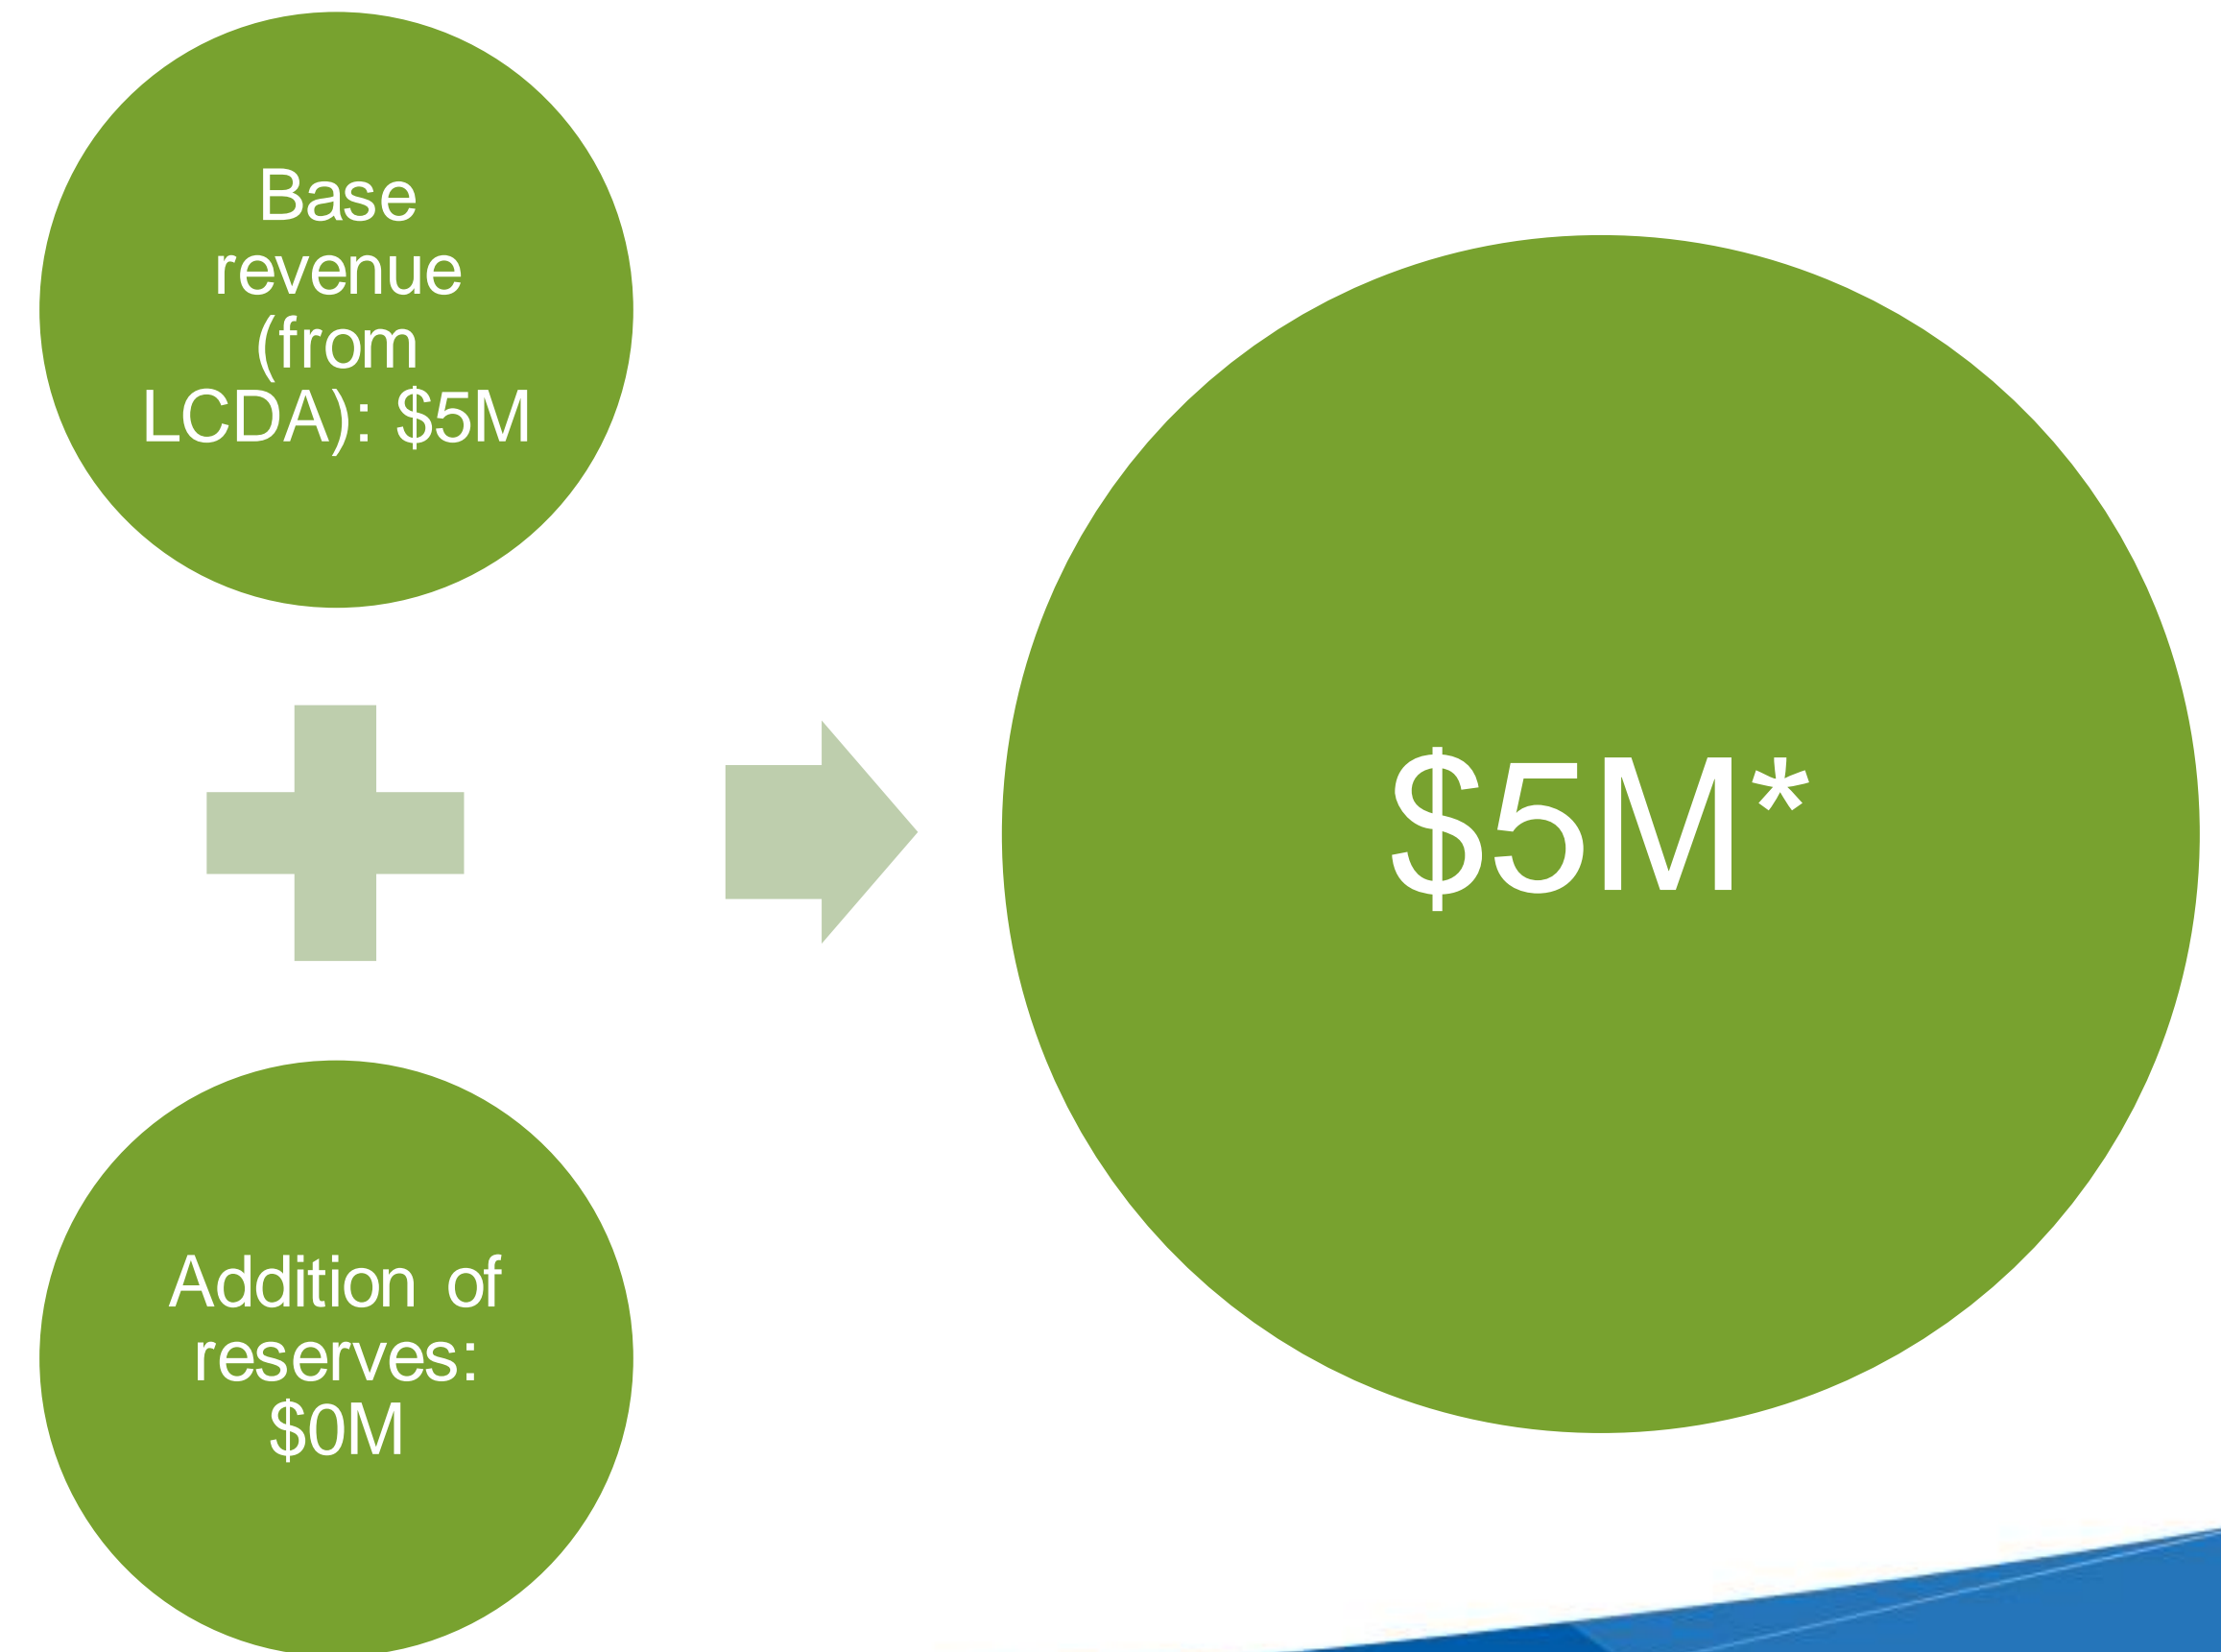 Base
revenue
(from
LCDA): $5M
Addition of
reserves:
$0M
$5M*